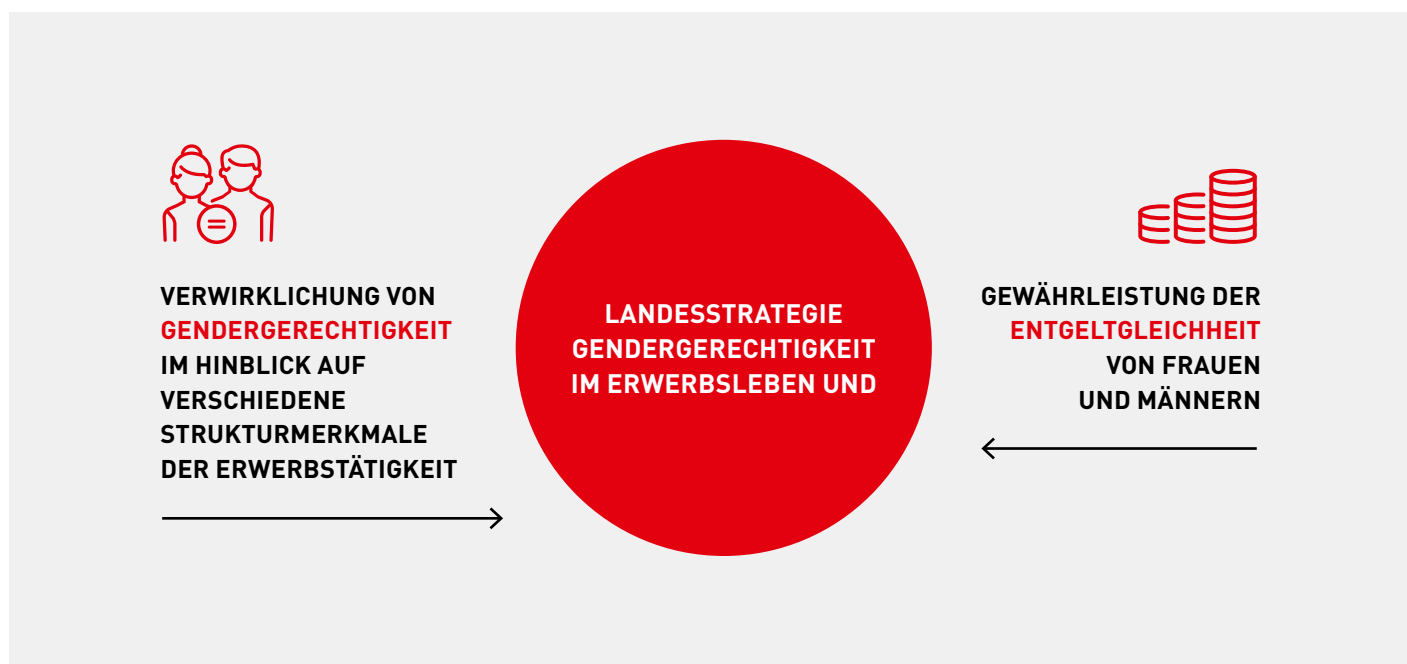 VERWIRKLICHUNG VON
GENDERGERECHTIGKEIT
IM HINBLICK AUF
VERSCHIEDENE
STRUKTURMERKMALE
DER ERWERBSTÄTIGKEIT
LANDESSTRATEGIE
GENDERGERECHTIGKEIT
IM ERWERBSLEBEN UND
GEWÄHRLEISTUNG DER
ENTGELTGLEICHHEIT
VON FRAUEN
UND MÄNNERN